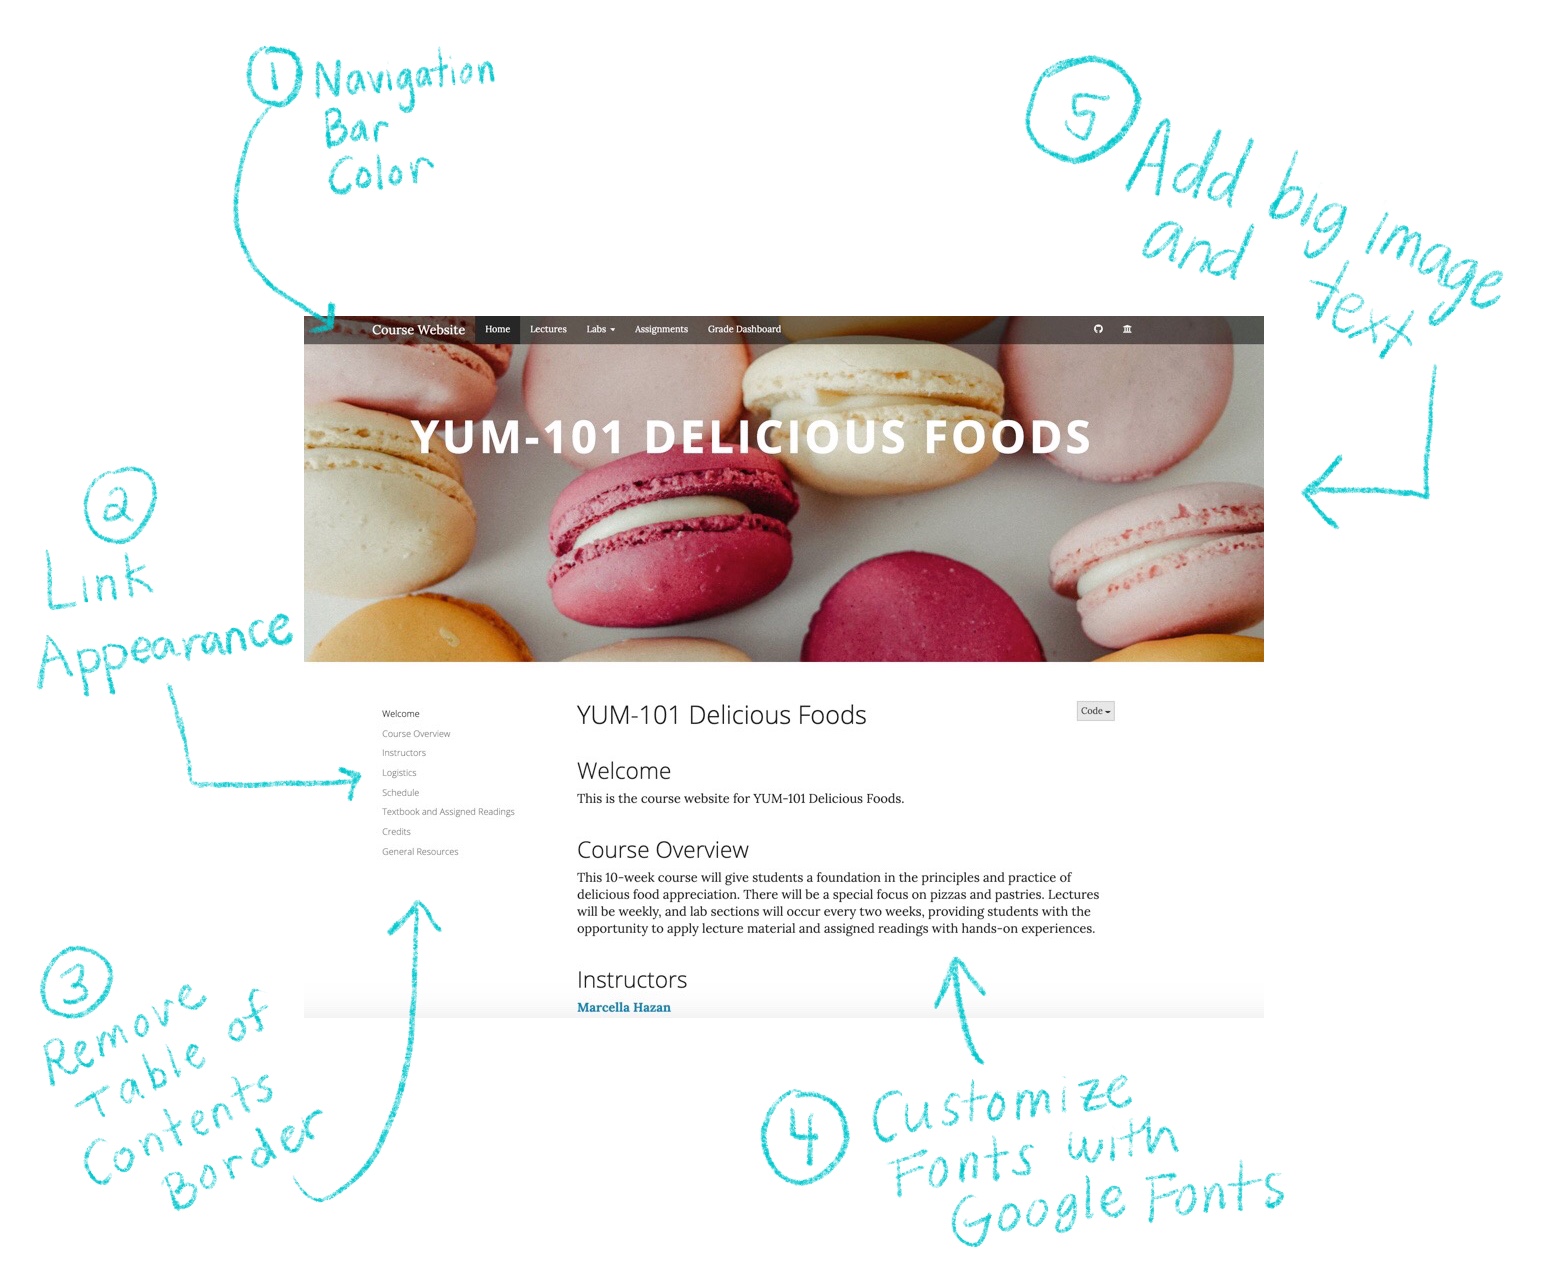 1 Navigation
Bar
Color
5 Add big image
and text
Course Website Home Lectures Labs Assignments Grade Dashboard
YUM-101 DELICIOUS FOODS
2
Link
Appearance
Welcome
Course Overview
Instructors
Logistics
Schedule
Textbook and Assigned Readings
Credits
General Resources
YUM-101 Delicious Foods
Code
Welcome
This is the course website for YUM-101 Delicious Foods.
Course Overview
This 10-week course will give students a foundation in the principles and practice of
delicious food appreciation. There will be a special focus on pizzas and pastries. Lectures
will be weekly, and lab sections will occur every two weeks, providing students with the
opportunity to apply lecture material and assigned readings with hands-on experiences.
Instructors
Marcella Hazan
3
Remove
Table of
Contents
Border
4 Customize
Fonts with
Google Fonts